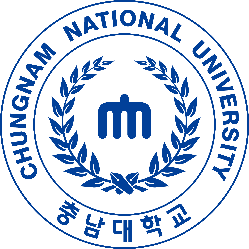 CHUNGNAM NATIONAL UNIVERSITY
충남대학교